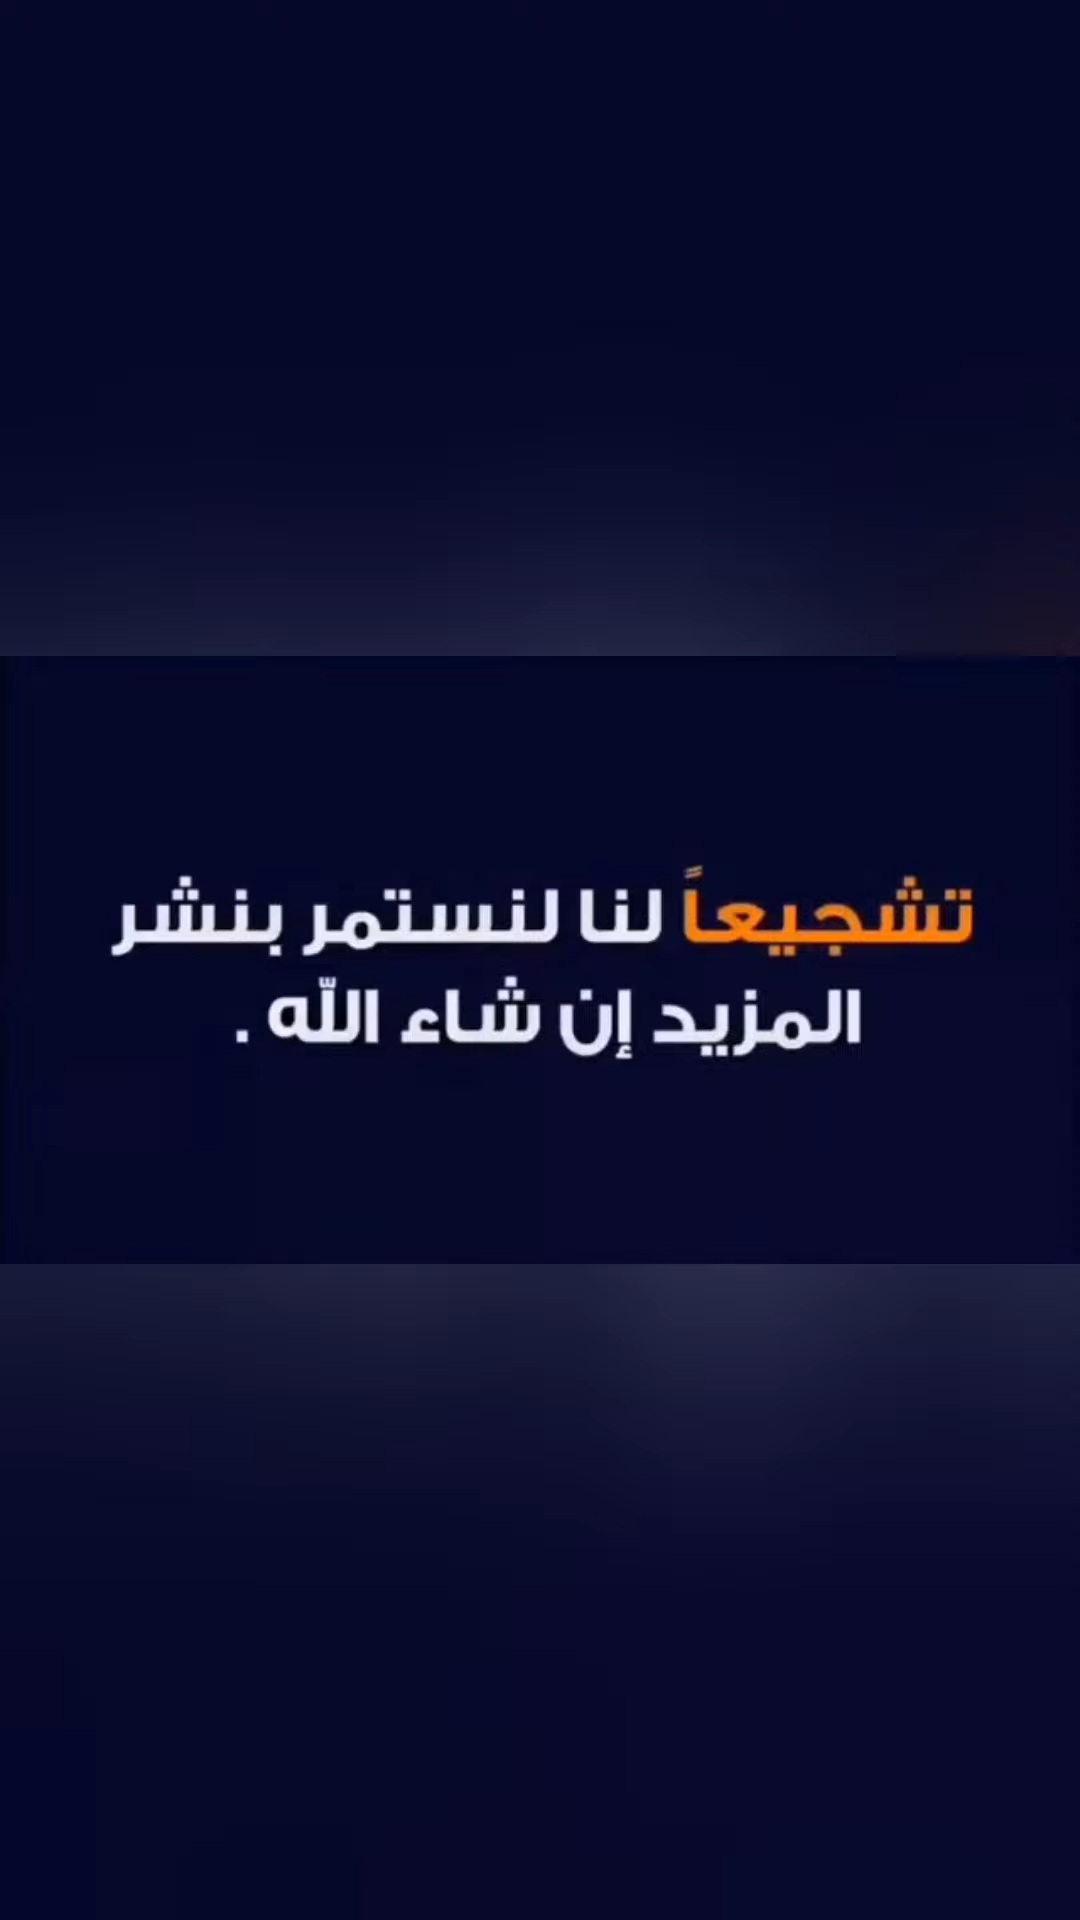 تشجيعاً لنا لنستمر بنشر
المزيد إن شاء اللّه .